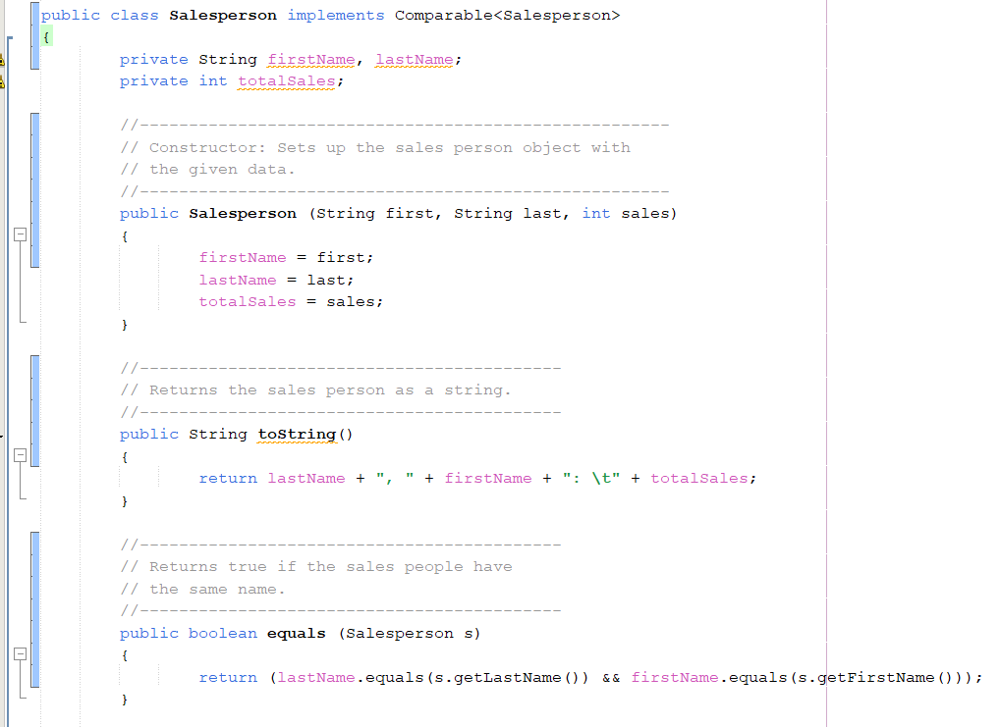 public class Salesperson implements Comparable<Salesperson>
{
private String firstName, lastName;
private int totalSales;
//------------------------------------------------------
// Constructor: Sets up the sales person object with
// the given data.
//------------------------------------------------------
public Salesperson (String first, String last, int sales)
{
firstName = first;
lastName = last;
totalSales = sales;
}
//-------------------------------------------
// Returns the sales person as a string.
//-------------------------------------------
public String toString()
{
return lastName + ", " + firstName + ": \t" + totalSales;
}
//-------------------------------------------
// Returns true if the sales people have
// the same name.
//-------------------------------------------
public boolean equals (Salesperson s)
{
return (lastName.equals(s.getLastName()) && firstName.equals(s.getFirstName()));
}